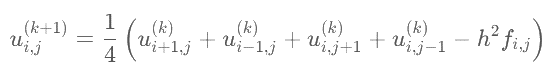 u_{i,j}^{(k+1)} = \frac{1}{4} \left( u_{i+1,j}^{(k)} + u_{i-1,j}^{(k)} + u_{i,j+1}^{(k)} + u_{i,j-1}^{(k)} - h^2 f_{i,j} \right)